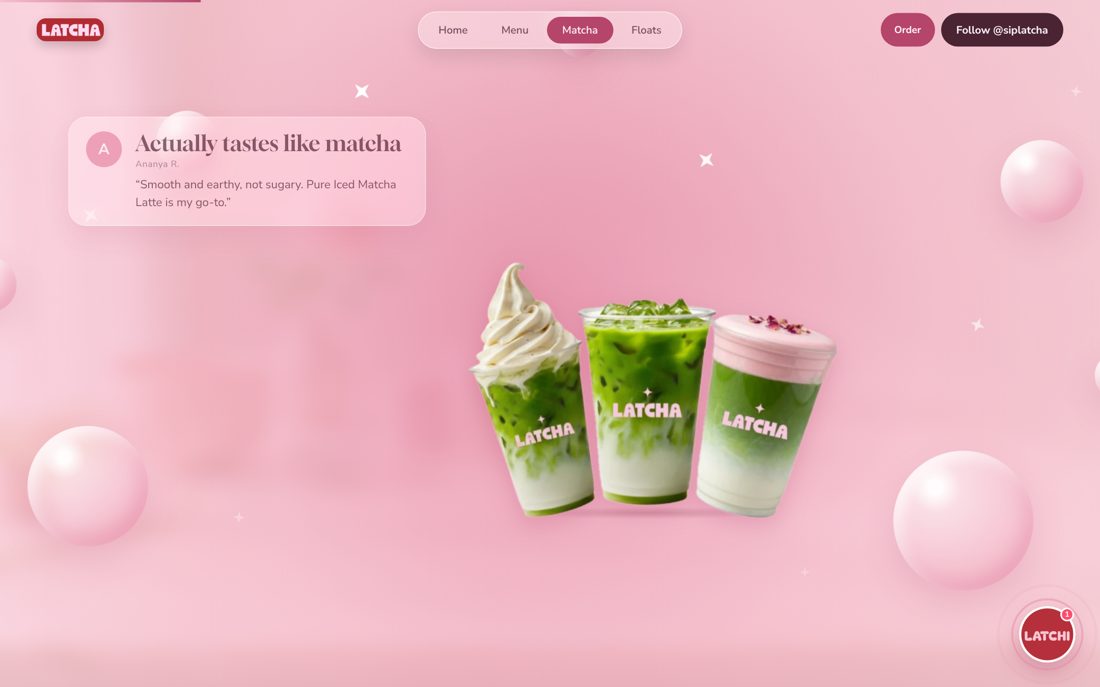 LATCHA
Home
Menu
Matcha
Floats
Order
Follow @siplatcha
A
Actually tastes like matcha
Ananya R.
“Smooth and earthy, not sugary. Pure Iced Matcha
Latte is my go-to.”
LATCHA
LATCHA
LATCHA
1
LATCHI